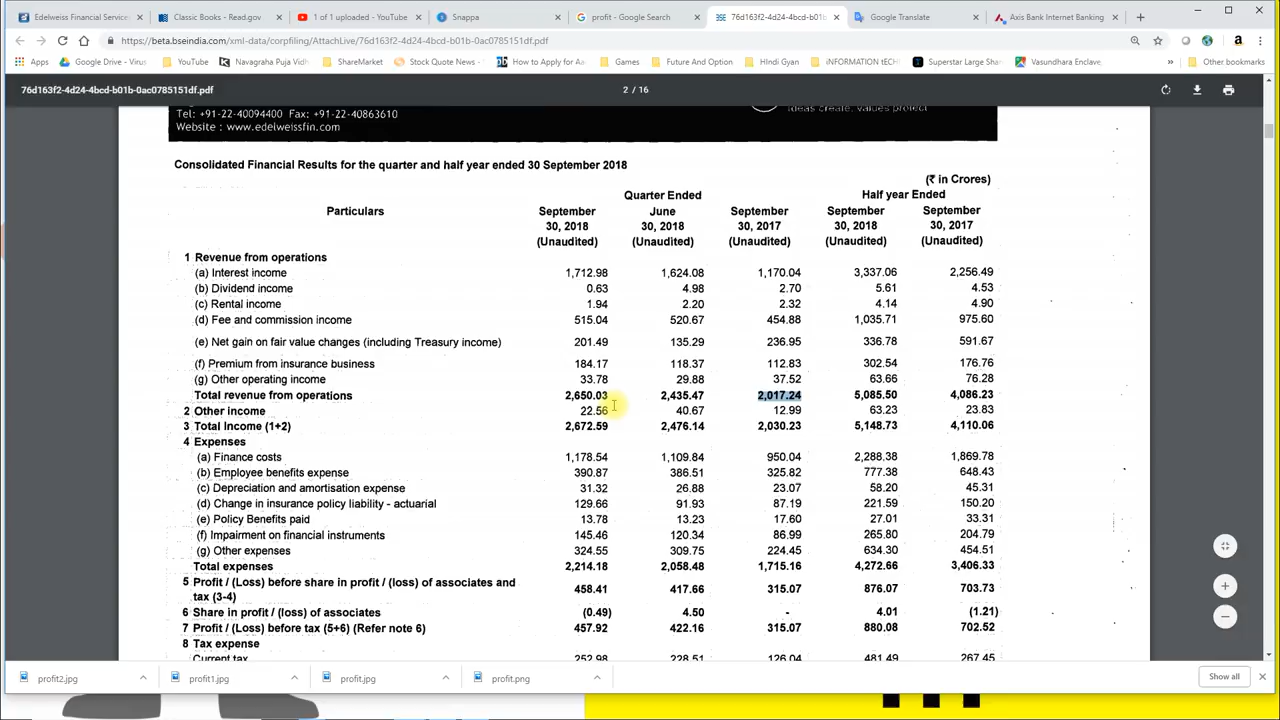 Edelweiss Financial Services
Classic Books - Read.gov
1 of 1 uploaded - YouTube
Snappa
profit - Google Search
76d163f2-4d24-4bcd-b01b-0ac0
Google Translate
Axis Bank Internet Banking
https://beta.bseindia.com/xml-data/corpfiling/AttachLive/76d163f2-4d24-4bcd-b01b-0ac0785151df.pdf
Apps Google Drive - Virus YouTube Navagraha Puja Vidh ShareMarket Stock Quote News - How to Apply for Aa Games Future And Option HIndi Gyan iNFORMATION tECH Superstar Large Shar Vasundhara Enclave » Other bookmarks
76d163f2-4d24-4bcd-b01b-0ac0785151df.pdf 2 / 16
Tel: +91-22-40094400 Fax: +91-22-40863610
Website : www.edelweissfin.com
ideas create, values protect
Consolidated Financial Results for the quarter and half year ended 30 September 2018
(₹ in Crores)
Quarter Ended Half year Ended
Particulars September June September September September
30, 2018 30, 2018 30, 2017 30, 2018 30, 2017
(Unaudited) (Unaudited) (Unaudited) (Unaudited) (Unaudited)
1 Revenue from operations
(a) Interest income 1,712.98 1,624.08 1,170.04 3,337.06 2,256.49
(b) Dividend income 0.63 4.98 2.70 5.61 4.53
(c) Rental income 1.94 2.20 2.32 4.14 4.90
(d) Fee and commission income 515.04 520.67 454.88 1,035.71 975.60
(e) Net gain on fair value changes (including Treasury income) 201.49 135.29 236.95 336.78 591.67
(f) Premium from insurance business 184.17 118.37 112.83 302.54 176.76
(g) Other operating income 33.78 29.88 37.52 63.66 76.28
Total revenue from operations 2,650.03 2,435.47 2,017.24 5,085.50 4,086.23
2 Other income 22.56 40.67 12.99 63.23 23.83
3 Total Income (1+2) 2,672.59 2,476.14 2,030.23 5,148.73 4,110.06
4 Expenses
(a) Finance costs 1,178.54 1,109.84 950.04 2,288.38 1,869.78
(b) Employee benefits expense 390.87 386.51 325.82 777.38 648.43
(c) Depreciation and amortisation expense 31.32 26.88 23.07 58.20 45.31
(d) Change in insurance policy liability - actuarial 129.66 91.93 87.19 221.59 150.20
(e) Policy Benefits paid 13.78 13.23 17.60 27.01 33.31
(f) Impairment on financial instruments 145.46 120.34 86.99 265.80 204.79
(g) Other expenses 324.55 309.75 224.45 634.30 454.51
Total expenses 2,214.18 2,058.48 1,715.16 4,272.66 3,406.33
5 Profit / (Loss) before share in profit / (loss) of associates and
tax (3-4) 458.41 417.66 315.07 876.07 703.73
6 Share in profit / (loss) of associates (0.49) 4.50 - 4.01 (1.21)
7 Profit / (Loss) before tax (5+6) (Refer note 6) 457.92 422.16 315.07 880.08 702.52
8 Tax expense
Current tax 252.98 228.51 126.04 481.49 267.45
profit2.jpg profit1.jpg profit.jpg profit.png Show all